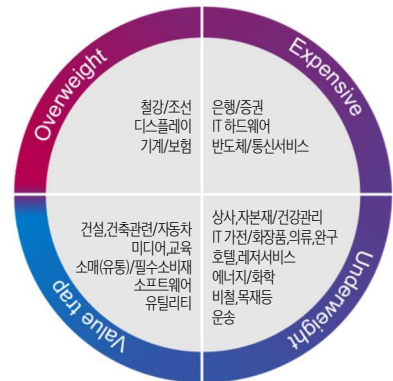 Overweight
철강/조선
디스플레이
기계/보험
Expensive
은행/증권
IT 하드웨어
반도체/통신서비스
Value trap
건설,건축관련/자동차
미디어,교육
소매(유통)/필수소비재
소프트웨어
유틸리티
Underweight
상사,자본재/건강관리
IT 가전/화장품,의류,완구
호텔,레저서비스
에너지/화학
비철,목재등
운송